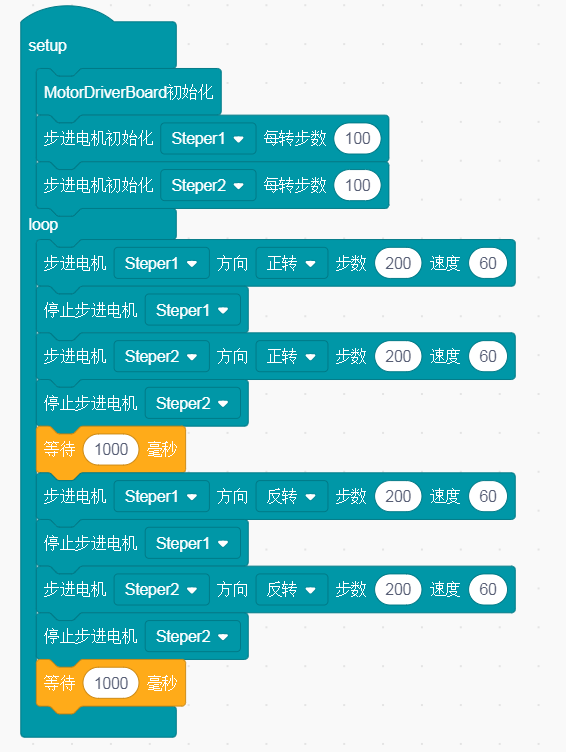 setup
MotorDriverBoard初始化
步进电机初始化 Steper1 每转步数 100
步进电机初始化 Steper2 每转步数 100
loop
步进电机 Steper1 方向 正转 步数 200 速度 60
停止步进电机 Steper1
步进电机 Steper2 方向 正转 步数 200 速度 60
停止步进电机 Steper2
等待 1000 毫秒
步进电机 Steper1 方向 反转 步数 200 速度 60
停止步进电机 Steper1
步进电机 Steper2 方向 反转 步数 200 速度 60
停止步进电机 Steper2
等待 1000 毫秒